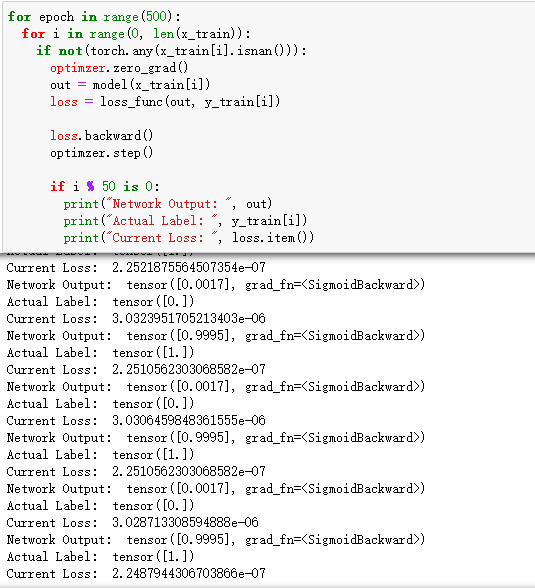 for epoch in range(500):
  for i in range(0, len(x_train)):
    if not(torch.any(x_train[i].isnan())):
      optimzer.zero_grad()
      out = model(x_train[i])
      loss = loss_func(out, y_train[i])

      loss.backward()
      optimzer.step()

      if i % 50 is 0:
        print("Network Output: ", out)
        print("Actual Label: ", y_train[i])
        print("Current Loss: ", loss.item())
Actual Label:  tensor([1.])
Current Loss:  2.2521875564507354e-07
Network Output:  tensor([0.0017], grad_fn=<SigmoidBackward>)
Actual Label:  tensor([0.])
Current Loss:  3.0323951705213403e-06
Network Output:  tensor([0.9995], grad_fn=<SigmoidBackward>)
Actual Label:  tensor([1.])
Current Loss:  2.2510562303068582e-07
Network Output:  tensor([0.0017], grad_fn=<SigmoidBackward>)
Actual Label:  tensor([0.])
Current Loss:  3.0306459848361555e-06
Network Output:  tensor([0.9995], grad_fn=<SigmoidBackward>)
Actual Label:  tensor([1.])
Current Loss:  2.2510562303068582e-07
Network Output:  tensor([0.0017], grad_fn=<SigmoidBackward>)
Actual Label:  tensor([0.])
Current Loss:  3.028713308594888e-06
Network Output:  tensor([0.9995], grad_fn=<SigmoidBackward>)
Actual Label:  tensor([1.])
Current Loss:  2.2487944306703866e-07